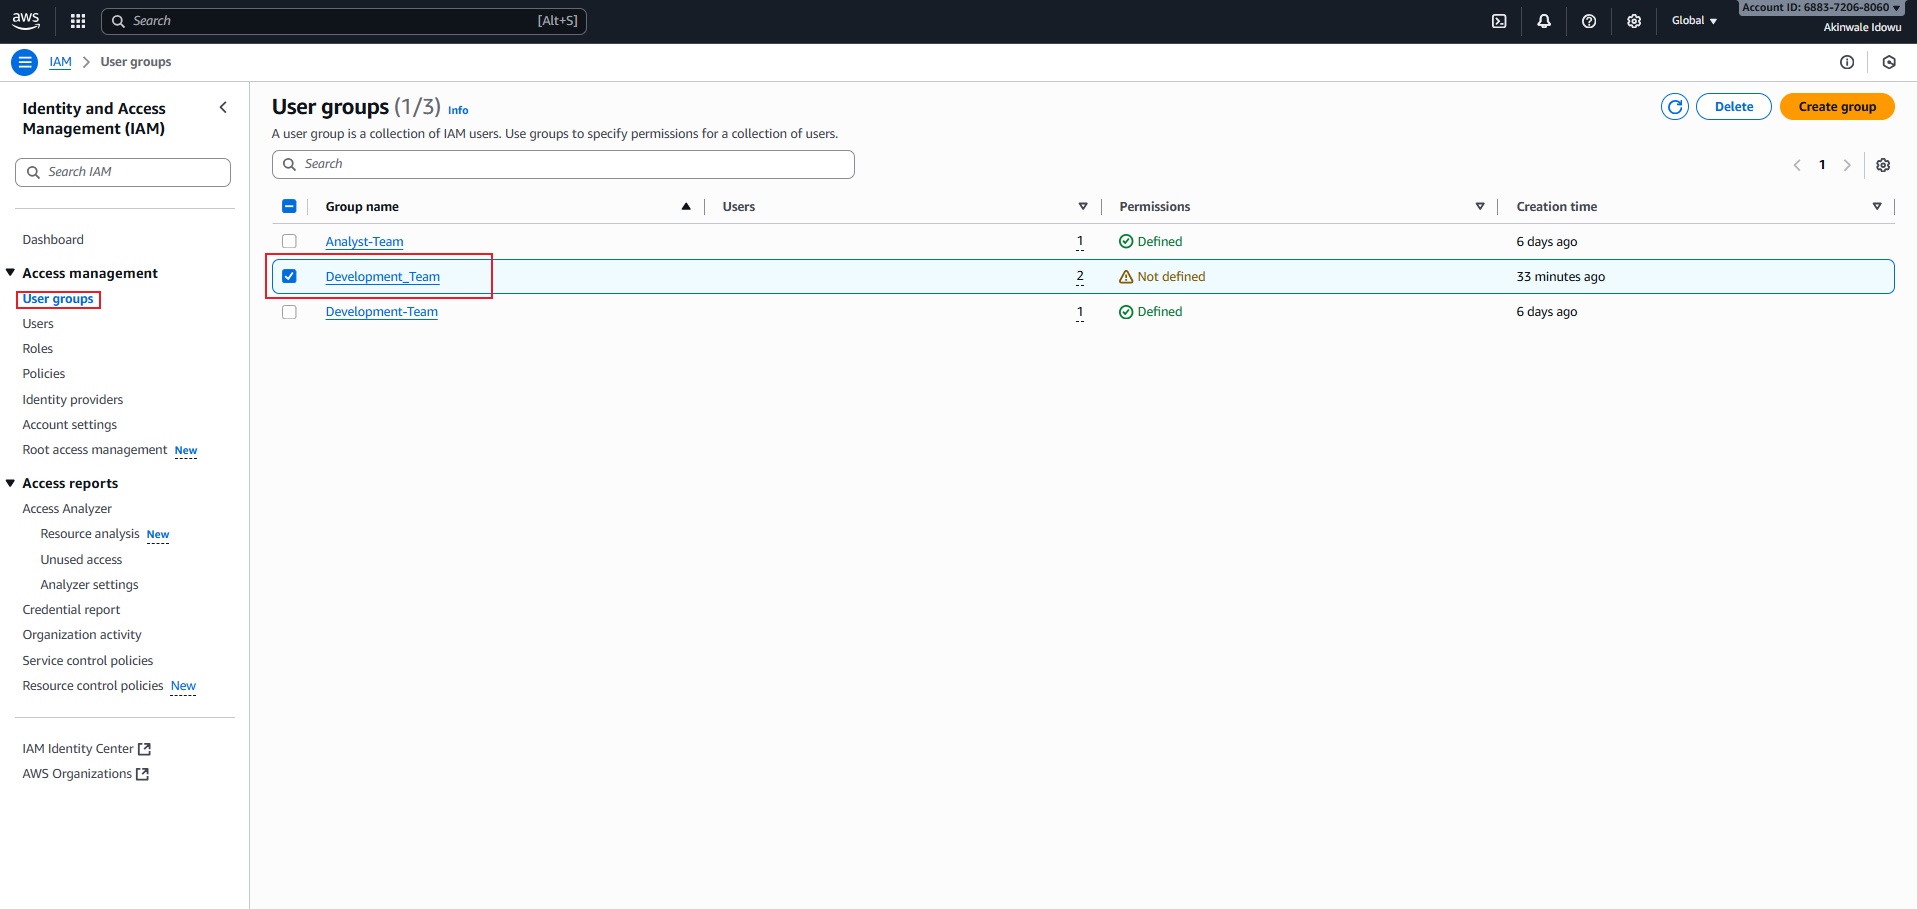 aws
Search
[Alt+S]
Global
Account ID: 6883-7206-8060
Akinwale Idowu
IAM
User groups
Identity and Access
Management (IAM)
Search IAM
Dashboard
Access management
User groups
Users
Roles
Policies
Identity providers
Account settings
Root access management New
Access reports
Access Analyzer
Resource analysis New
Unused access
Analyzer settings
Credential report
Organization activity
Service control policies
Resource control policies New
IAM Identity Center
AWS Organizations
User groups (1/3) Info
Delete
Create group
A user group is a collection of IAM users. Use groups to specify permissions for a collection of users.
Search
1
Group name Users Permissions Creation time
Analyst-Team 1 Defined 6 days ago
Development_Team 2 Not defined 33 minutes ago
Development-Team 1 Defined 6 days ago